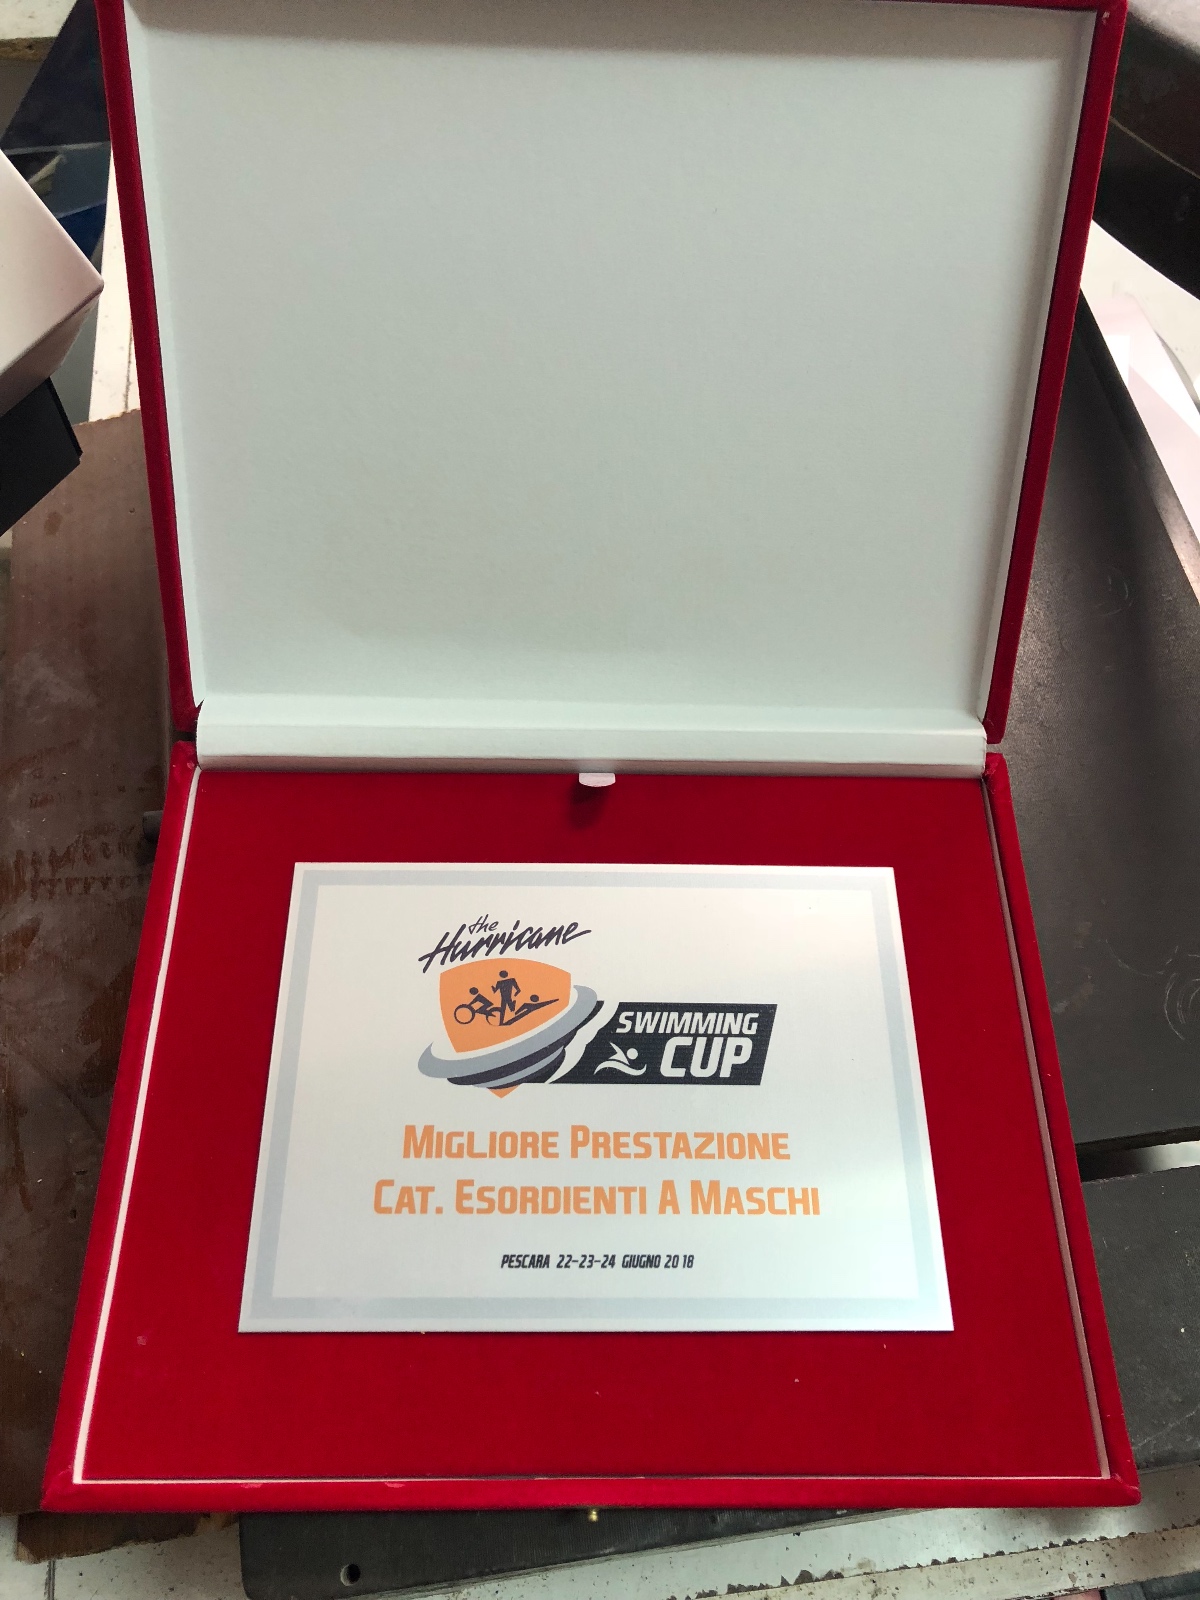 the
Hurricane
SWIMMING
CUP
MIGLIORE PRESTAZIONE
CAT. ESORDIENTI A MASCHI
PESCARA 22-23-24 GIUGNO 2018